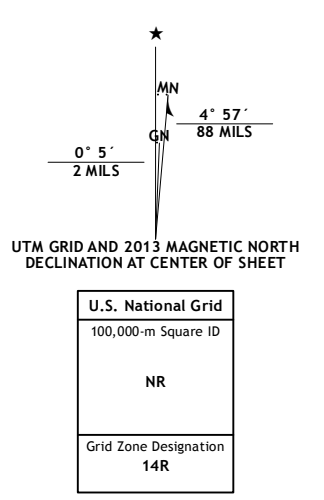 ★
MN
4° 57´
88 MILS
GN
0° 5´
2 MILS
UTM GRID AND 2013 MAGNETIC NORTH
DECLINATION AT CENTER OF SHEET
U.S. National Grid
100,000-m Square ID
NR
Grid Zone Designation
14R